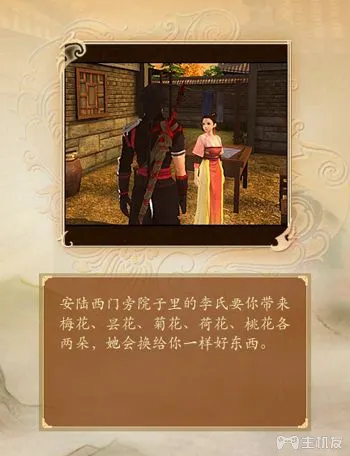 安陆西门旁院子里的李氏要你带来
梅花、昙花、菊花、荷花、桃花各
两朵，她会换给你一样好东西。
主机友